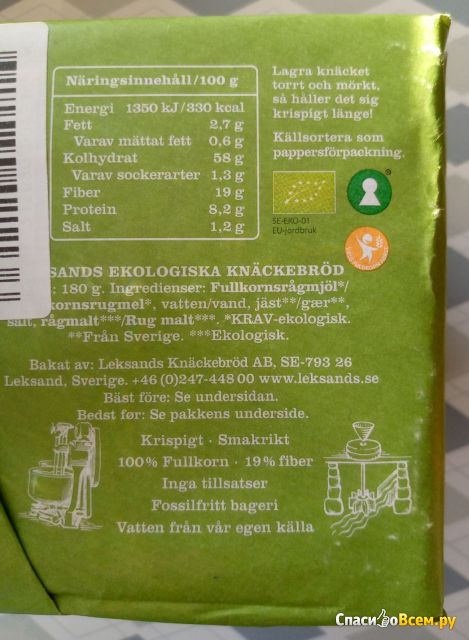 Näringsinnehåll/100 g
Energi 1350 kJ/330 kcal
Fett 2,7 g
Varav mättat fett 0,6 g
Kolhydrat 58 g
Varav sockerarter 1,3 g
Fiber 19 g
Protein 8,2 g
Salt 1,2 g
Lagra knäcket
torrt och mörkt,
så håller det sig
krispigt länge!
Källsortera som
pappersförpackning.
SE-EKO-01
EU-jordbruk
SANDS EKOLOGISKA KNÄCKEBRÖD
: 180 g. Ingredienser: Fullkornsrågmjöl*/
kornsrugmel*, vatten/vand, jäst**/gær**,
salt, rågmalt***/Rug malt***. *KRAV-ekologisk.
**Från Sverige. ***Ekologisk.
Bakat av: Leksands Knäckebröd AB, SE-793 26
Leksand, Sverige. +46 (0)247-448 00 www.leksands.se
Bäst före: Se undersidan.
Bedst før: Se pakkens underside.
Krispigt · Smakrikt
100% Fullkorn · 19% fiber
Inga tillsatser
Fossilfritt bageri
Vatten från vår egen källa
СпасибоВсем.ру